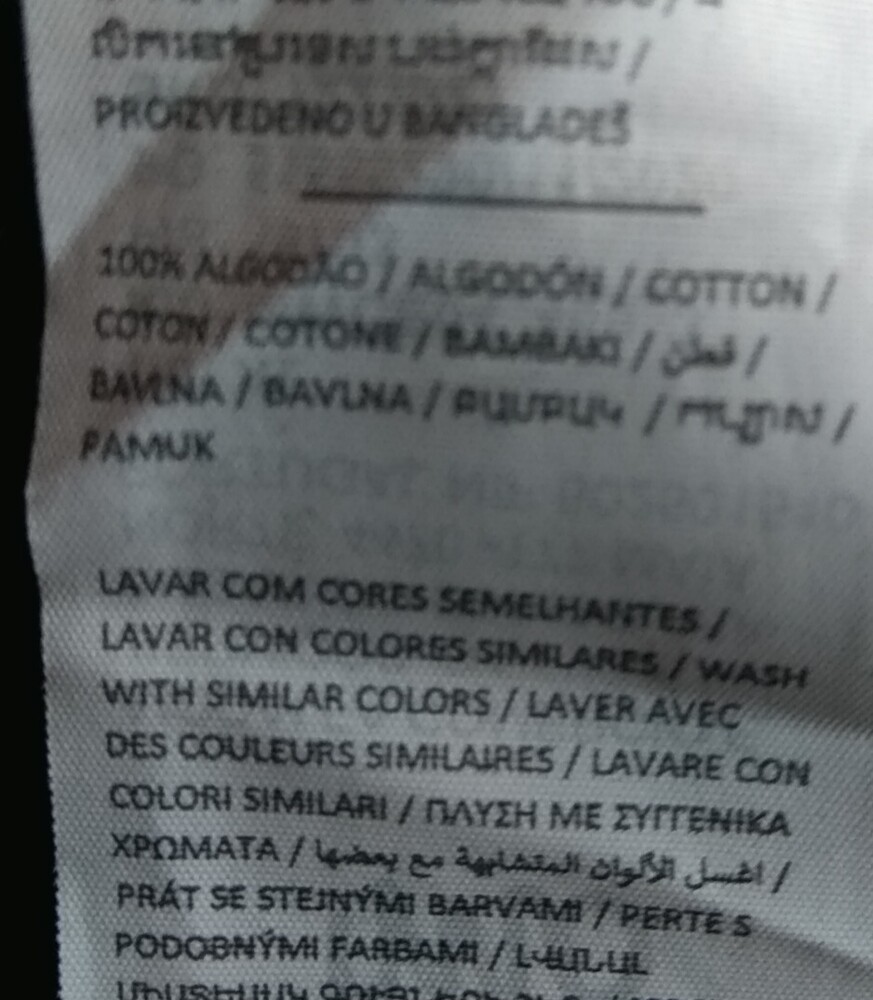 PROIZVEDENO U BANGLADEŠ
100% ALGODÃO / ALGODÓN / COTTON /
COTON / COTONE / BAMBAKI / قطن /
BAVLNA / BAVLNA / ԲԱՄԲԱԿ / /
PAMUK
LAVAR COM CORES SEMELHANTES /
LAVAR CON COLORES SIMILARES / WASH
WITH SIMILAR COLORS / LAVER AVEC
DES COULEURS SIMILAIRES / LAVARE CON
COLORI SIMILARI / ΠΛΥΣΗ ΜΕ ΣΥΓΓΕΝΙΚΑ
ΧΡΩΜΑΤΑ / اغسل الألوان المتشابهة مع بعضها /
PRÁT SE STEJNÝMI BARVAMI / PERTE S
PODOBNÝMI FARBAMI / ԼՎԱՆԱԼ